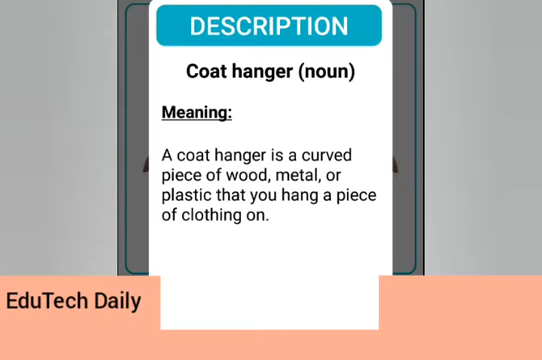 DESCRIPTION
Coat hanger (noun)
Meaning:
A coat hanger is a curved
piece of wood, metal, or
plastic that you hang a piece
of clothing on.
EduTech Daily